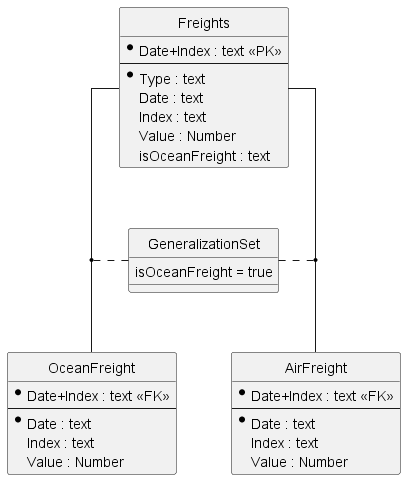 Freights
Date+Index : text «PK»
Type : text
Date : text
Index : text
Value : Number
isOceanFreight : text
GeneralizationSet
isOceanFreight = true
OceanFreight
Date+Index : text «FK»
Date : text
Index : text
Value : Number
AirFreight
Date+Index : text «FK»
Date : text
Index : text
Value : Number